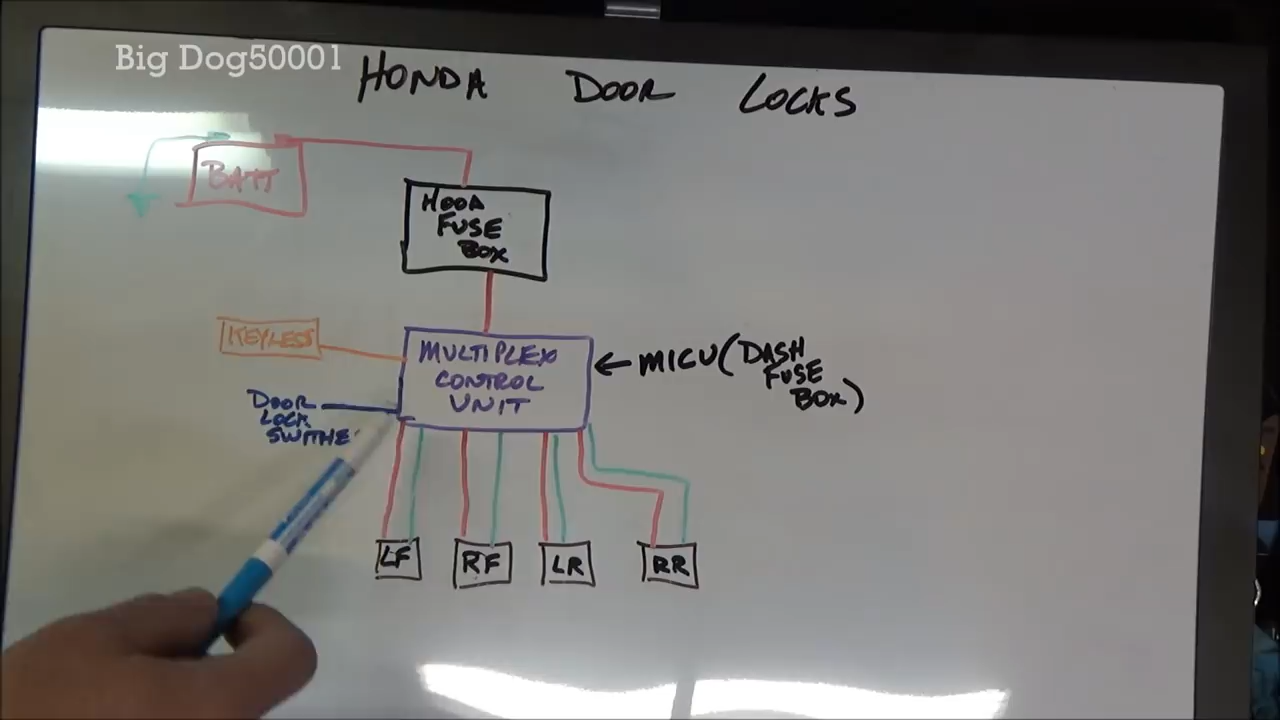 Big Dog50001
HONDA DOOR LOCKS
BATT
HOOD
FUSE
BOX
KEYLESS
MULTIPLEX
CONTROL
UNIT
← MICU (DASH
FUSE
BOX)
DOOR
LOCK
SWITHE
LF RF LR RR